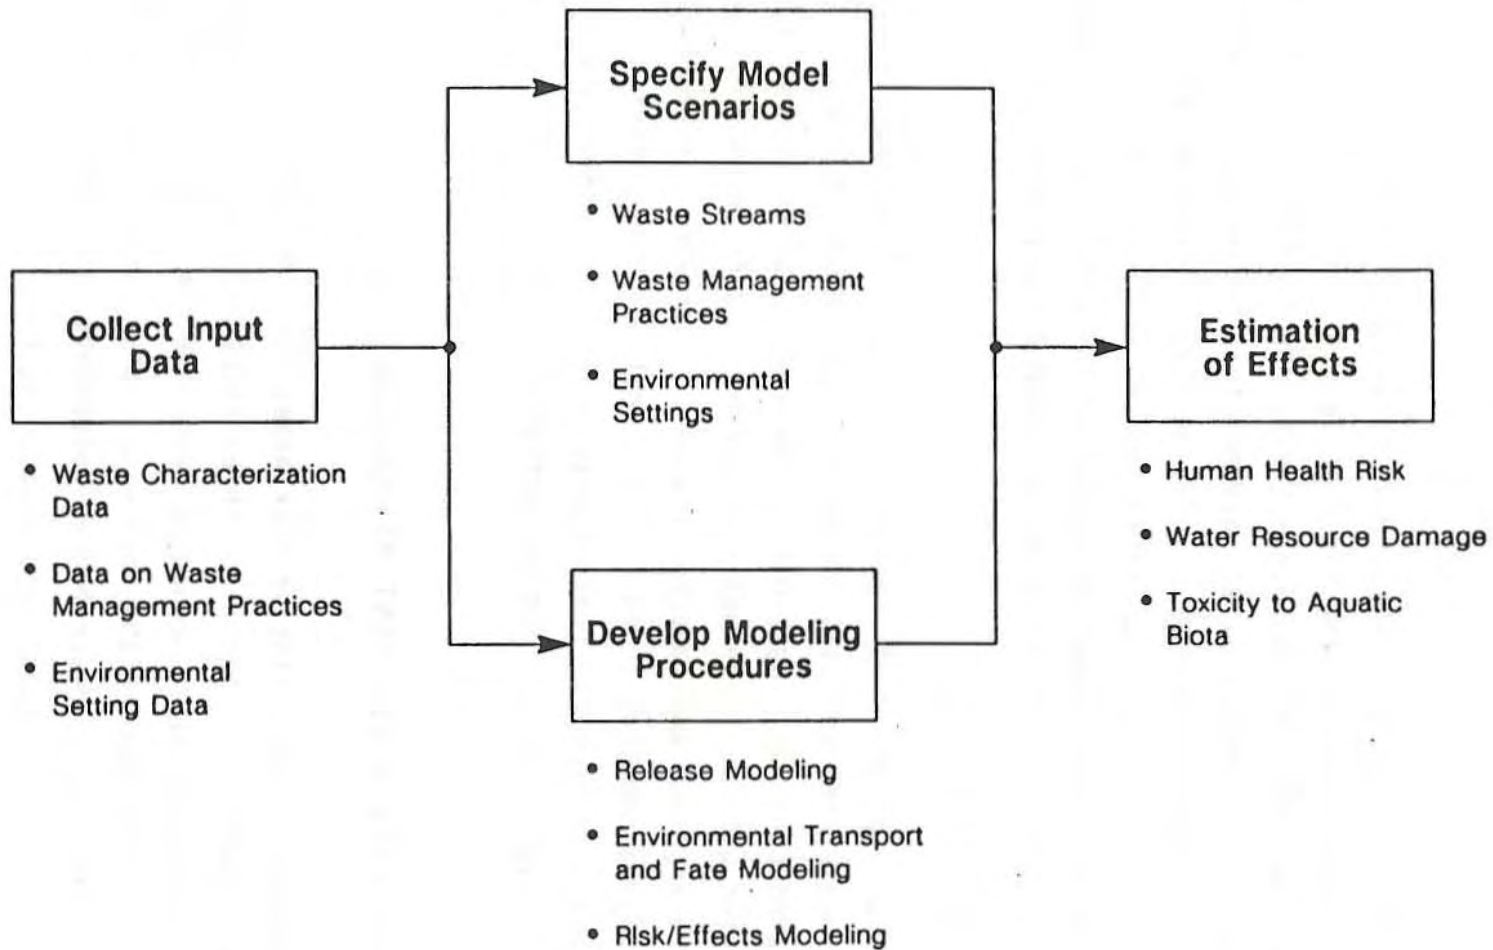 Collect Input
Data
• Waste Characterization
Data
• Data on Waste
Management Practices
• Environmental
Setting Data
Specify Model
Scenarios
• Waste Streams
• Waste Management
Practices
• Environmental
Settings
Develop Modeling
Procedures
• Release Modeling
• Environmental Transport
and Fate Modeling
• Risk/Effects Modeling
Estimation
of Effects
• Human Health Risk
• Water Resource Damage
• Toxicity to Aquatic
Biota